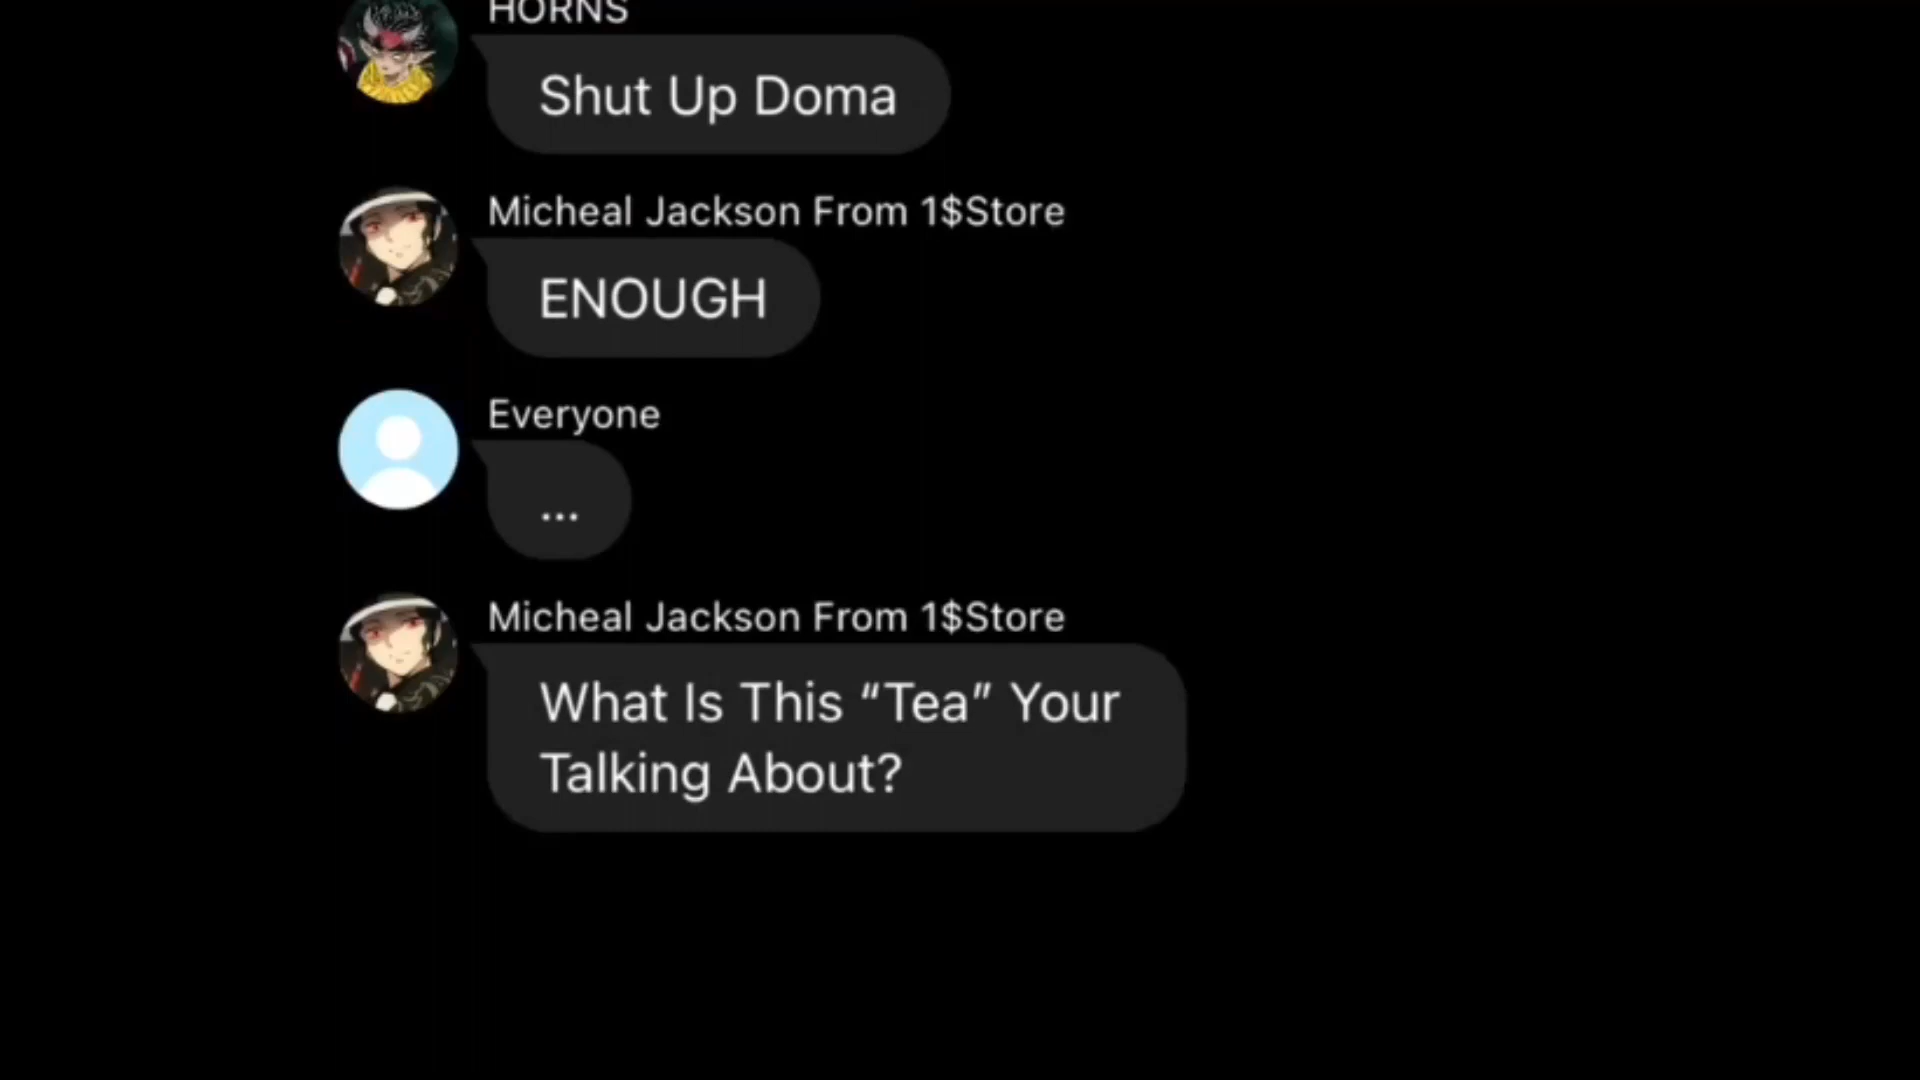 HORNS
Shut Up Doma
Micheal Jackson From 1$Store
ENOUGH
Everyone
...
Micheal Jackson From 1$Store
What Is This “Tea” Your
Talking About?